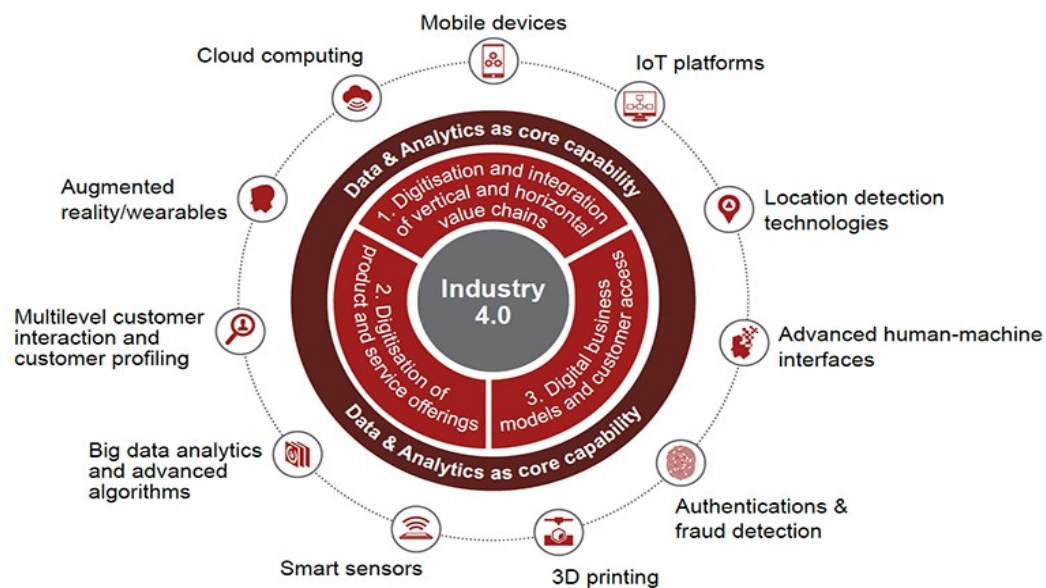 Mobile devices
Cloud computing
IoT platforms
Data & Analytics as core capability
Augmented
reality/wearables
1. Digitisation and integration
of vertical and horizontal
value chains
Location detection
technologies
Industry
4.0
2. Digitisation of
product and service offerings
3. Digital business
models and customer access
Multilevel customer
interaction and
customer profiling
Advanced human-machine
interfaces
Data & Analytics as core capability
Big data analytics
and advanced
algorithms
Authentications &
fraud detection
Smart sensors
3D printing